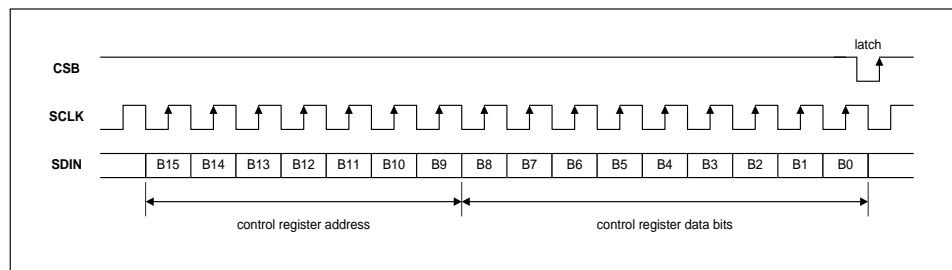 latch
CSB
SCLK
SDIN B15 B14 B13 B12 B11 B10 B9 B8 B7 B6 B5 B4 B3 B2 B1 B0
control register address control register data bits